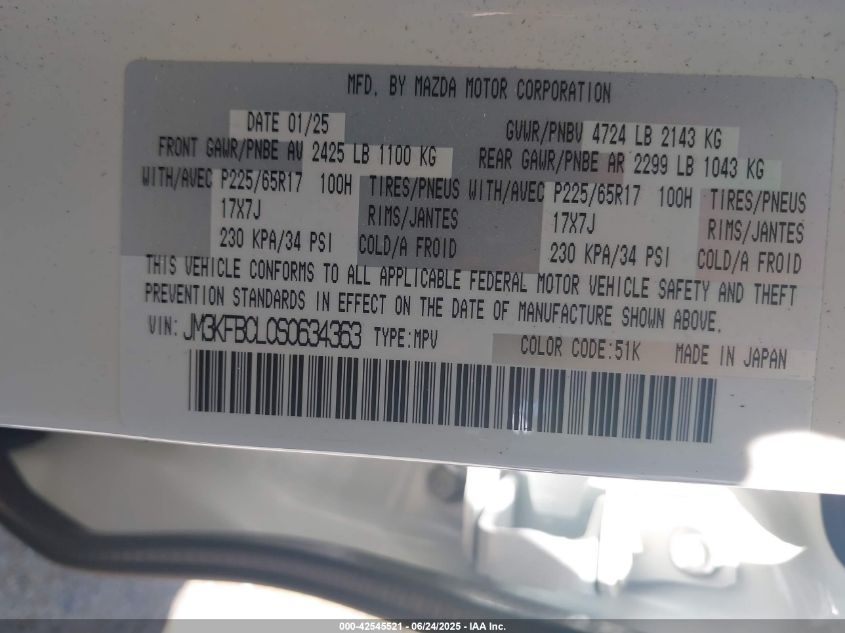 MFD. BY MAZDA MOTOR CORPORATION
DATE 01/25 GVWR/PNBV 4724 LB 2143 KG
FRONT GAWR/PNBE AV 2425 LB 1100 KG REAR GAWR/PNBE AR 2299 LB 1043 KG
WITH/AVEC P225/65R17 100H TIRES/PNEUS WITH/AVEC P225/65R17 100H TIRES/PNEUS
17X7J RIMS/JANTES 17X7J RIMS/JANTES
230 KPA/34 PSI COLD/A FROID 230 KPA/34 PSI COLD/A FROID
THIS VEHICLE CONFORMS TO ALL APPLICABLE FEDERAL MOTOR VEHICLE SAFETY AND THEFT
PREVENTION STANDARDS IN EFFECT ON THE DATE OF MANUFACTURE SHOWN ABOVE.
VIN: JM3KFBCL0S0634363 TYPE:MPV COLOR CODE:51K MADE IN JAPAN
000-42545521 - 06/24/2025 - IAA Inc.